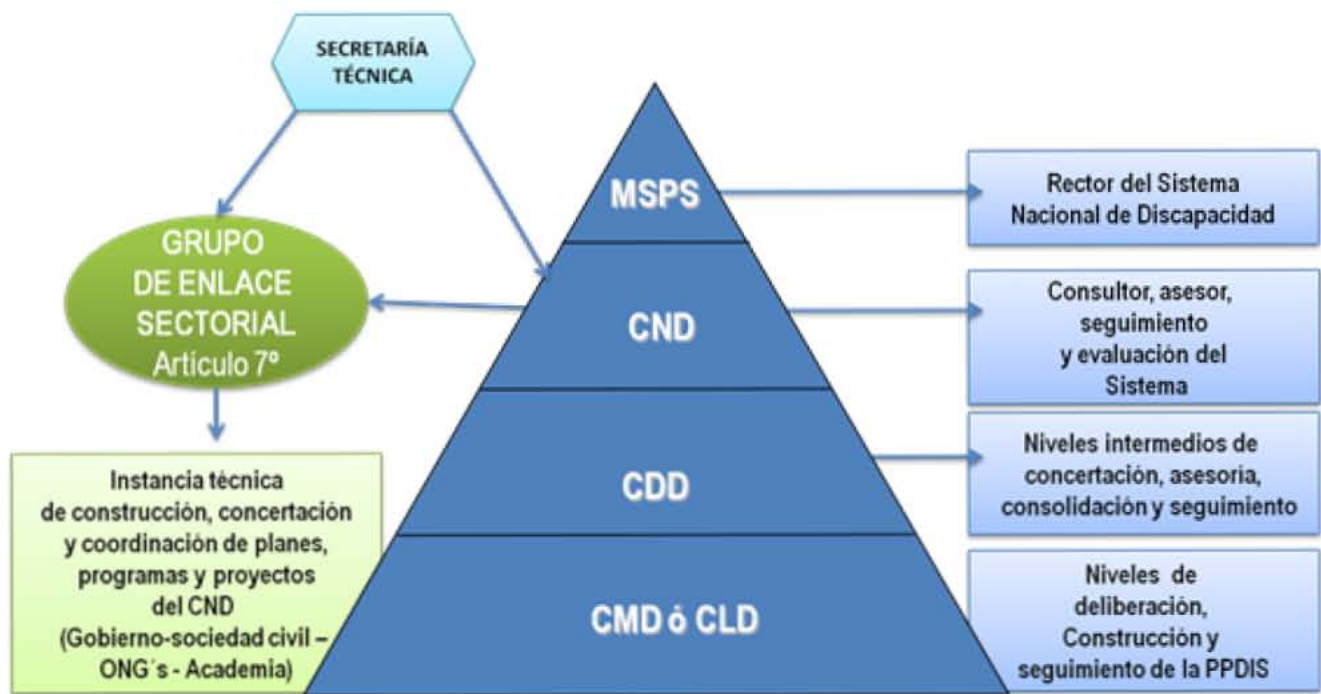 SECRETARÍA
TÉCNICA
GRUPO
DE ENLACE
SECTORIAL
Artículo 7º
Instancia técnica
de construcción, concertación
y coordinación de planes,
programas y proyectos
del CND
(Gobierno-sociedad civil –
ONG´s - Academia)
MSPS
CND
CDD
CMD ó CLD
Rector del Sistema
Nacional de Discapacidad
Consultor, asesor,
seguimiento
y evaluación del
Sistema
Niveles intermedios de
concertación, asesoría,
consolidación y seguimiento
Niveles de
deliberación,
Construcción y
seguimiento de la PPDIS